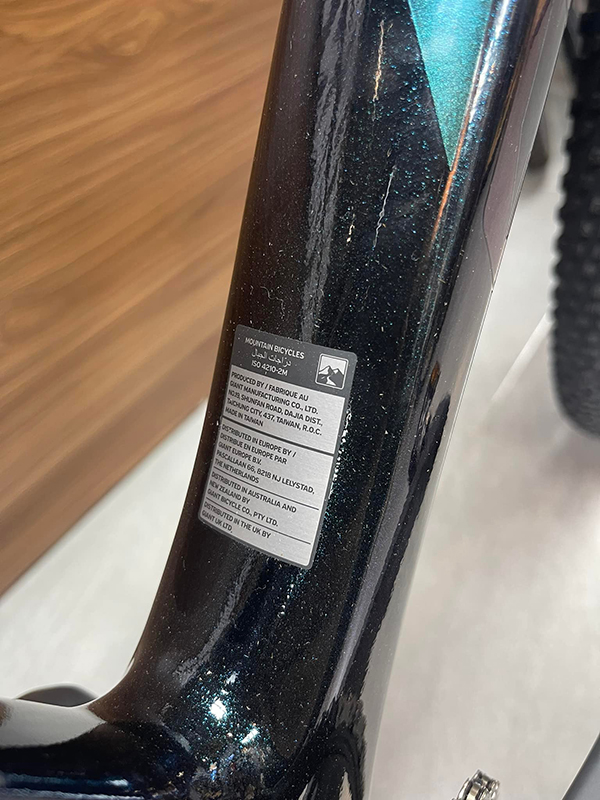 MOUNTAIN BICYCLES
درّاجات الجبال
ISO 4210-2M
PRODUCED BY / FABRIQUE AU
GIANT MANUFACTURING CO., LTD.
NO.19, SHUNFAN ROAD, DAJIA DIST.,
TAICHUNG CITY, 437, TAIWAN, R.O.C.
MADE IN TAIWAN
DISTRIBUTED IN EUROPE BY /
DISTRIBUE EN EUROPE PAR
GIANT EUROPE B.V.
PASCALLAAN 66, 8218 NJ LELYSTAD,
THE NETHERLANDS
DISTRIBUTED IN AUSTRALIA AND
NEW ZEALAND BY
GIANT BICYCLE CO., PTY LTD.
DISTRIBUTED IN THE UK BY
GIANT UK LTD.